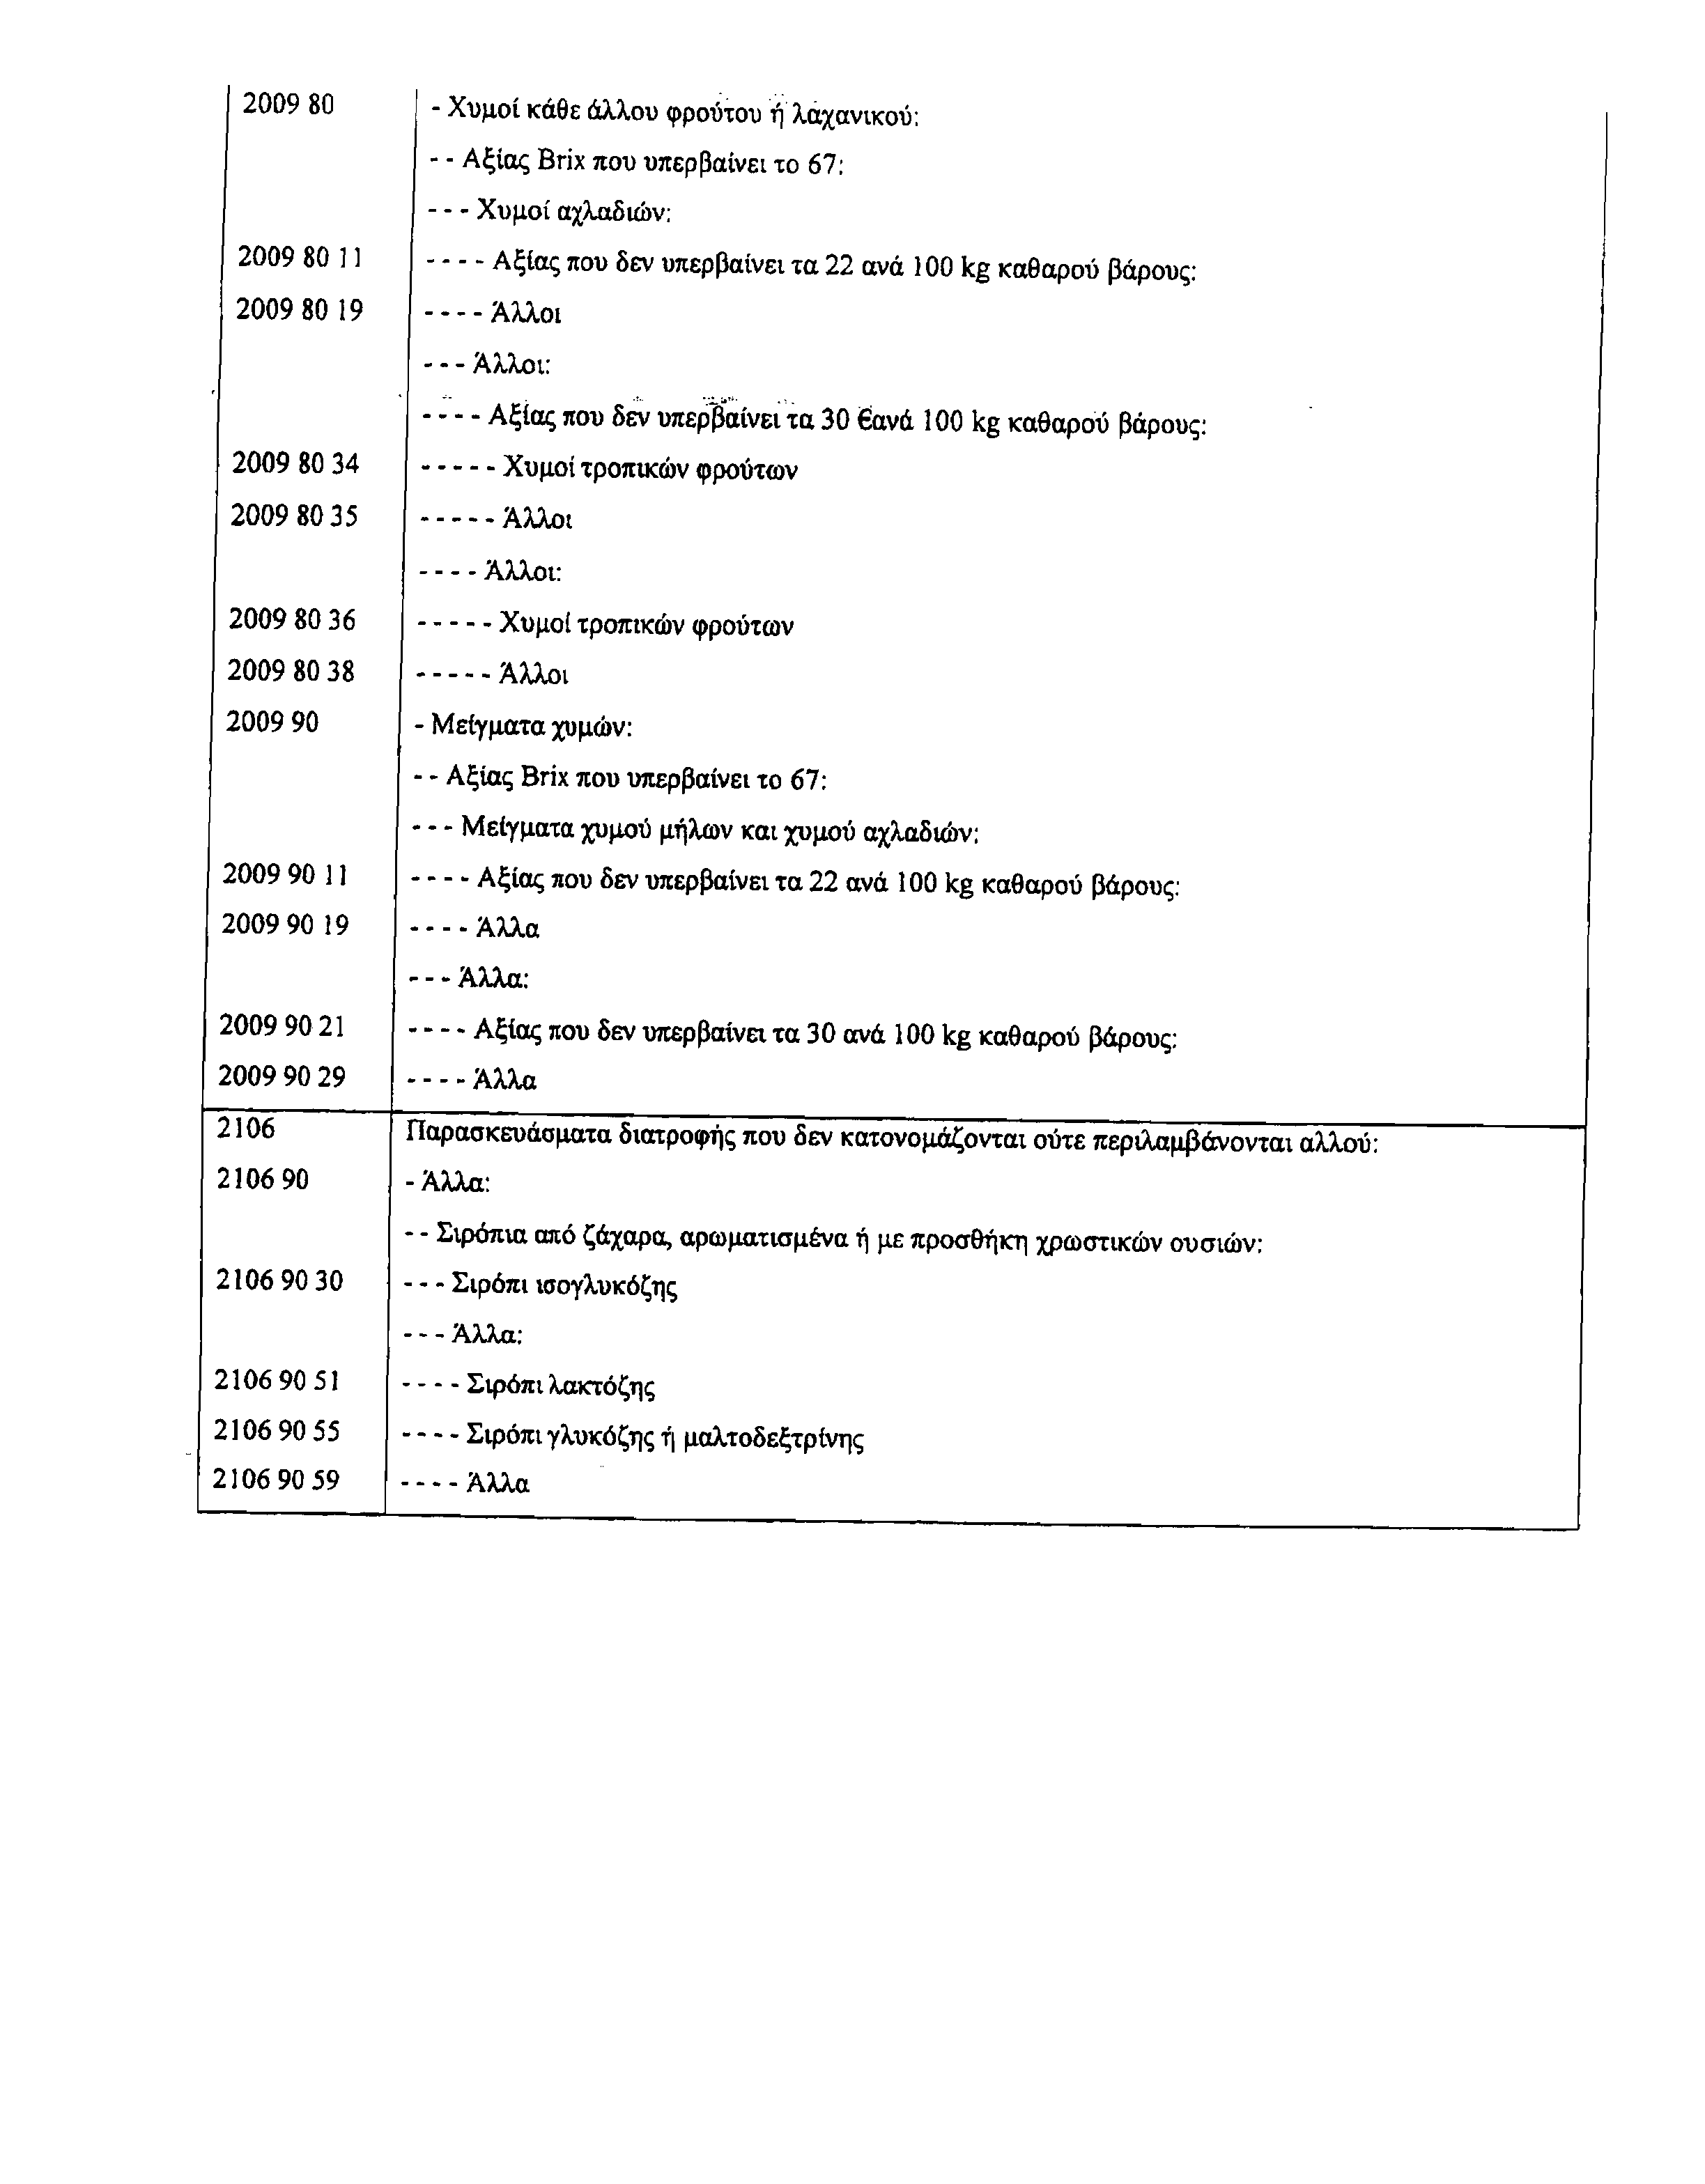 2009 80 - Χυμοί κάθε άλλου φρούτου ή λαχανικού:
- - Αξίας Brix που υπερβαίνει το 67:
- - - Χυμοί αχλαδιών:
2009 80 11 - - - - Αξίας που δεν υπερβαίνει τα 22 ανά 100 kg καθαρού βάρους:
2009 80 19 - - - - Άλλοι
- - - Άλλοι:
- - - - Αξίας που δεν υπερβαίνει τα 30 €ανά 100 kg καθαρού βάρους:
2009 80 34 - - - - - Χυμοί τροπικών φρούτων
2009 80 35 - - - - - Άλλοι
- - - - Άλλοι:
2009 80 36 - - - - - Χυμοί τροπικών φρούτων
2009 80 38 - - - - - Άλλοι
2009 90 - Μείγματα χυμών:
- - Αξίας Brix που υπερβαίνει το 67:
- - - Μείγματα χυμού μήλων και χυμού αχλαδιών:
2009 90 11 - - - - Αξίας που δεν υπερβαίνει τα 22 ανά 100 kg καθαρού βάρους:
2009 90 19 - - - - Άλλα
- - - Άλλα:
2009 90 21 - - - - Αξίας που δεν υπερβαίνει τα 30 ανά 100 kg καθαρού βάρους:
2009 90 29 - - - - Άλλα
2106 Παρασκευάσματα διατροφής που δεν κατονομάζονται ούτε περιλαμβάνονται αλλού:
2106 90 - Άλλα:
- - Σιρόπια από ζάχαρα, αρωματισμένα ή με προσθήκη χρωστικών ουσιών:
2106 90 30 - - - Σιρόπι ισογλυκόζης
- - - Άλλα:
2106 90 51 - - - - Σιρόπι λακτόζης
2106 90 55 - - - - Σιρόπι γλυκόζης ή μαλτοδεξτρίνης
2106 90 59 - - - - Άλλα